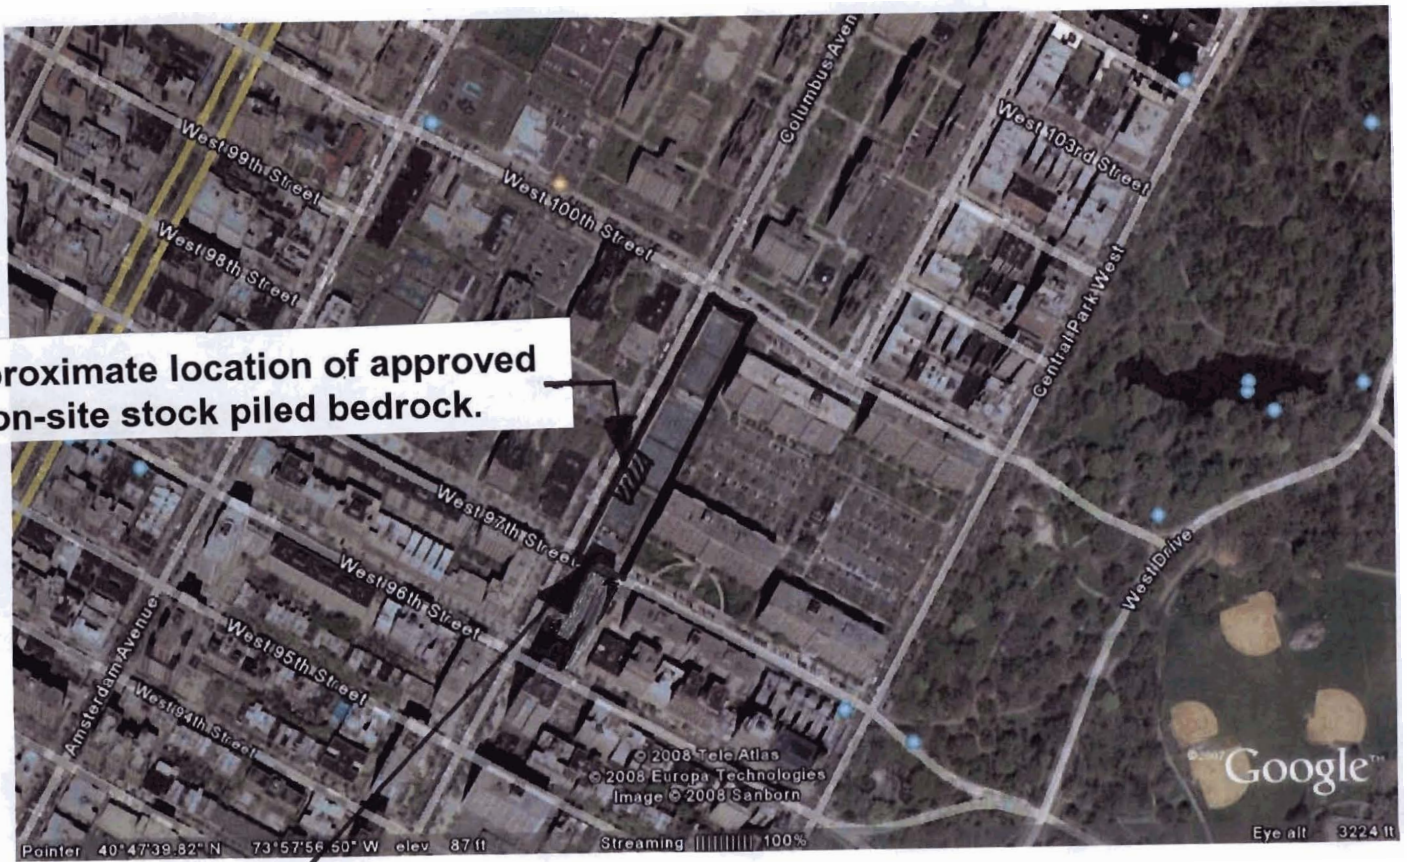 Columbus Aven
West 103rd Street
West 99th Street
West 100th Street
West 98th Street
Central Park West
proximate location of approved
on-site stock piled bedrock.
West 97th Street
West 96th Street
West Drive
West 95th Street
Amsterdam Avenue
West 94th Street
© 2008 Tele Atlas
© 2008 Europa Technologies
Image © 2008 Sanborn
©2007 Google™
Pointer 40°47'39.82" N 73°57'56.50" W elev 87 ft Streaming ||||||||| 100% Eye alt 3224 ft